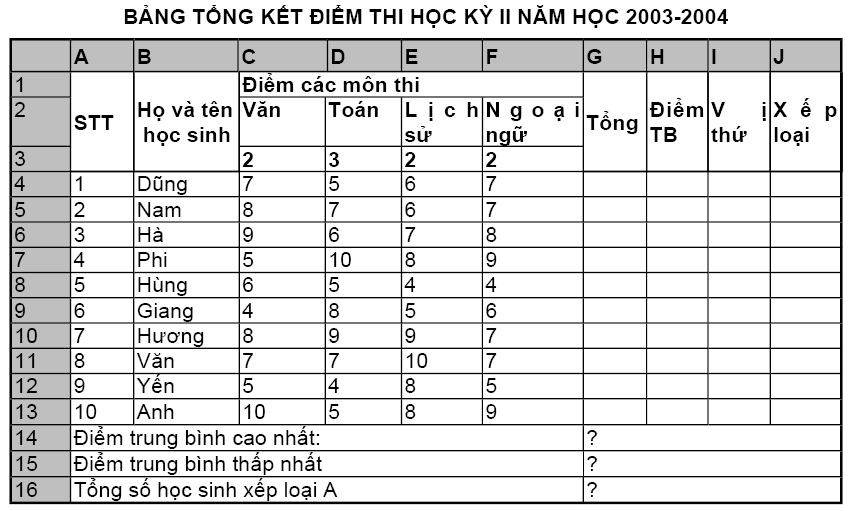 BẢNG TỔNG KẾT ĐIỂM THI HỌC KỲ II NĂM HỌC 2003-2004
A B C D E F G H I J
1 STT Họ và tên học sinh Điểm các môn thi Tổng Điểm TB Vị thứ Xếp loại
2 Văn Toán Lịch sử Ngoại ngữ
3 2 3 2 2
4 1 Dũng 7 5 6 7
5 2 Nam 8 7 6 7
6 3 Hà 9 6 7 8
7 4 Phi 5 10 8 9
8 5 Hùng 6 5 4 4
9 6 Giang 4 8 5 6
10 7 Hương 8 9 9 7
11 8 Văn 7 7 10 7
12 9 Yến 5 4 8 5
13 10 Anh 10 5 8 9
14 Điểm trung bình cao nhất: ?
15 Điểm trung bình thấp nhất ?
16 Tổng số học sinh xếp loại A ?